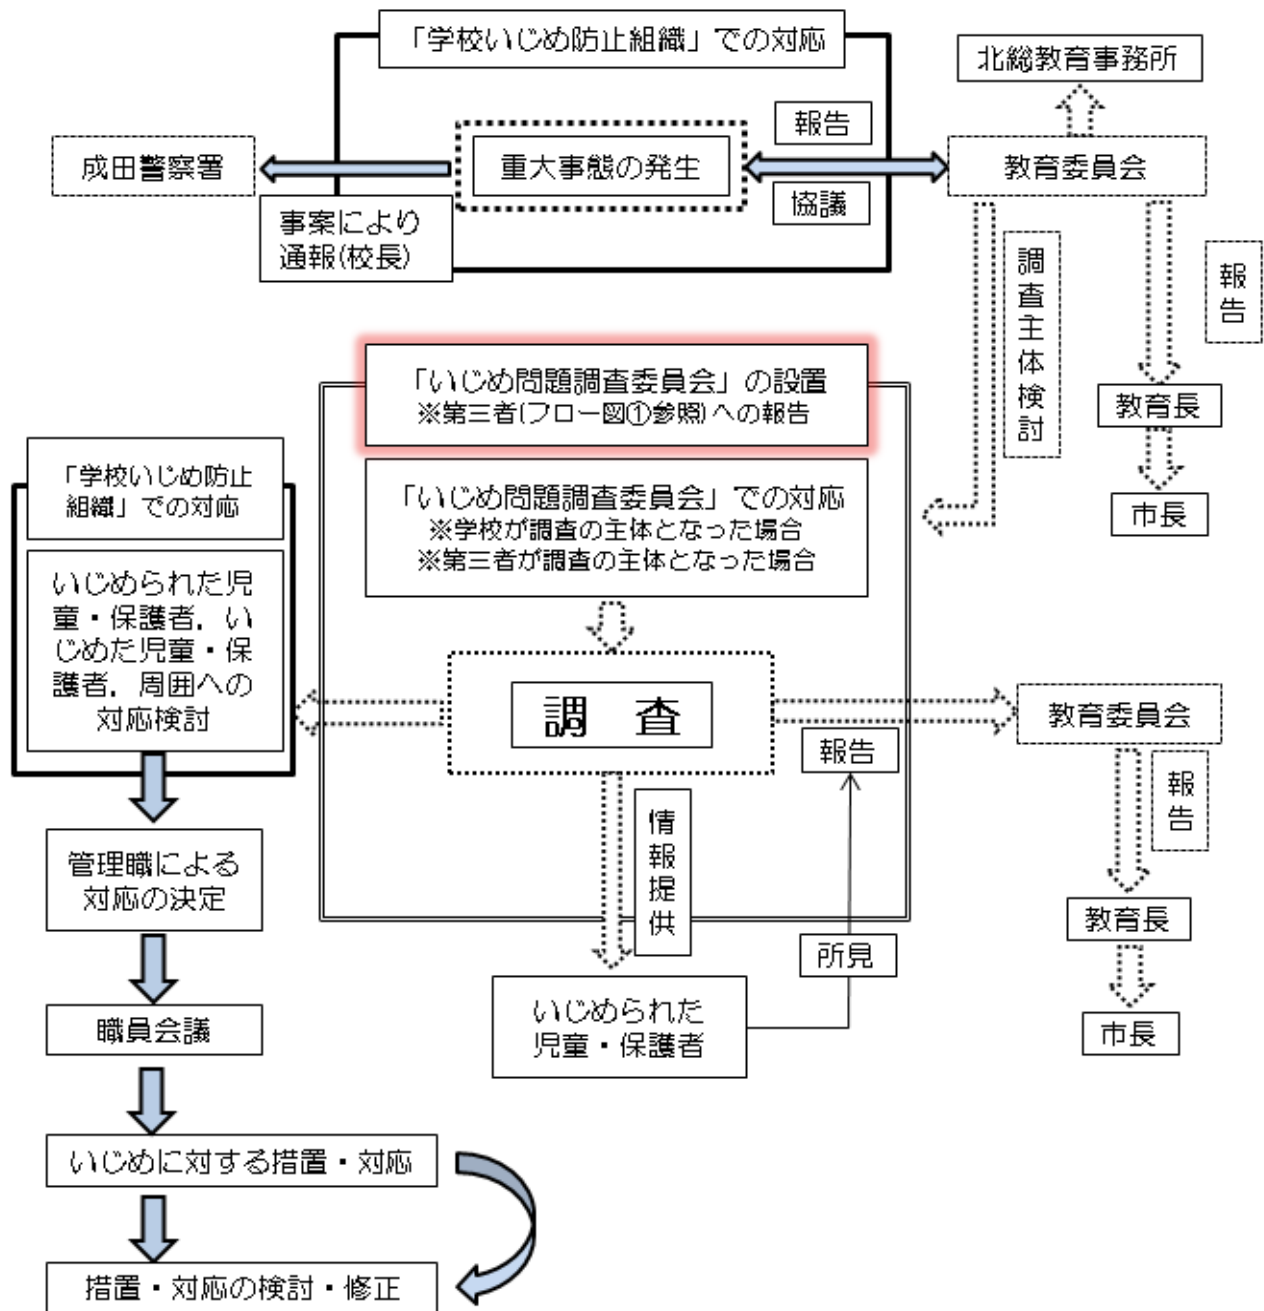 「学校いじめ防止組織」での対応
北総教育事務所
報告
成田警察署
重大事態の発生
教育委員会
協議
事案により
通報(校長)
調査主体検討
報告
「いじめ問題調査委員会」の設置
※第三者(フロー図①参照)への報告
教育長
市長
「学校いじめ防止
組織」での対応
「いじめ問題調査委員会」での対応
※学校が調査の主体となった場合
※第三者が調査の主体となった場合
いじめられた児
童・保護者，い
じめた児童・保
護者，周囲への
対応検討
調　査
教育委員会
報告
報告
情報提供
管理職による
対応の決定
教育長
所見
いじめられた
児童・保護者
職員会議
市長
いじめに対する措置・対応
措置・対応の検討・修正